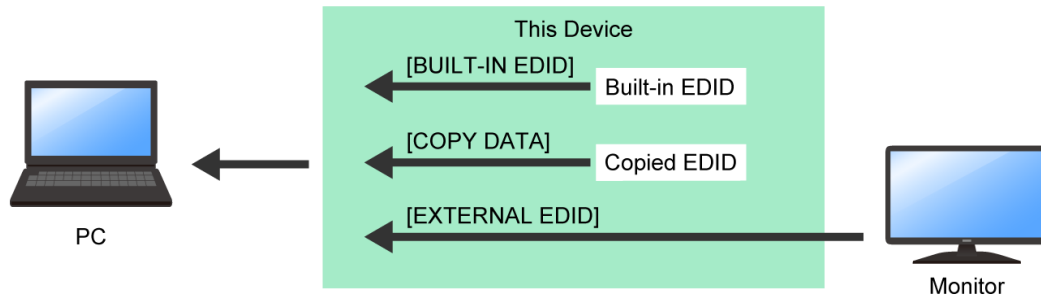 This Device
[BUILT-IN EDID]
Built-in EDID
[COPY DATA]
Copied EDID
[EXTERNAL EDID]
PC
Monitor